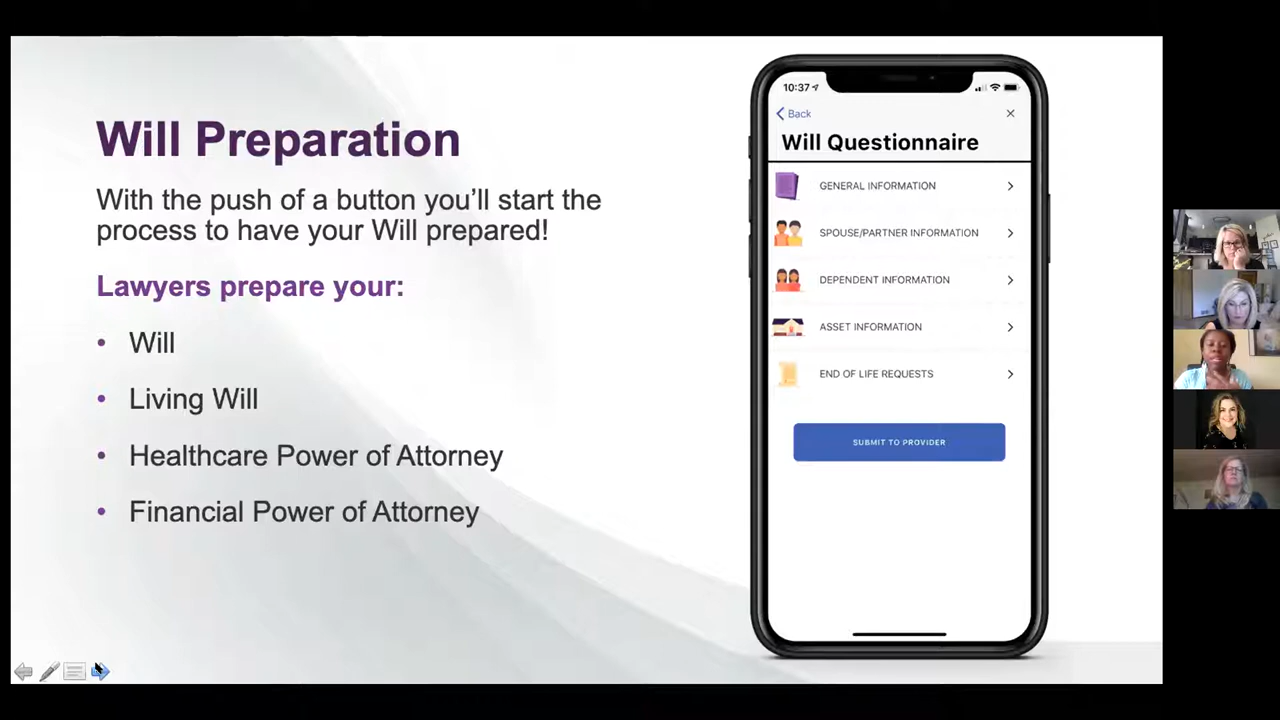 Will Preparation
With the push of a button you'll start the
process to have your Will prepared!
Lawyers prepare your:
• Will
• Living Will
• Healthcare Power of Attorney
• Financial Power of Attorney
10:37
Back
Will Questionnaire
GENERAL INFORMATION
SPOUSE/PARTNER INFORMATION
DEPENDENT INFORMATION
ASSET INFORMATION
END OF LIFE REQUESTS
SUBMIT TO PROVIDER